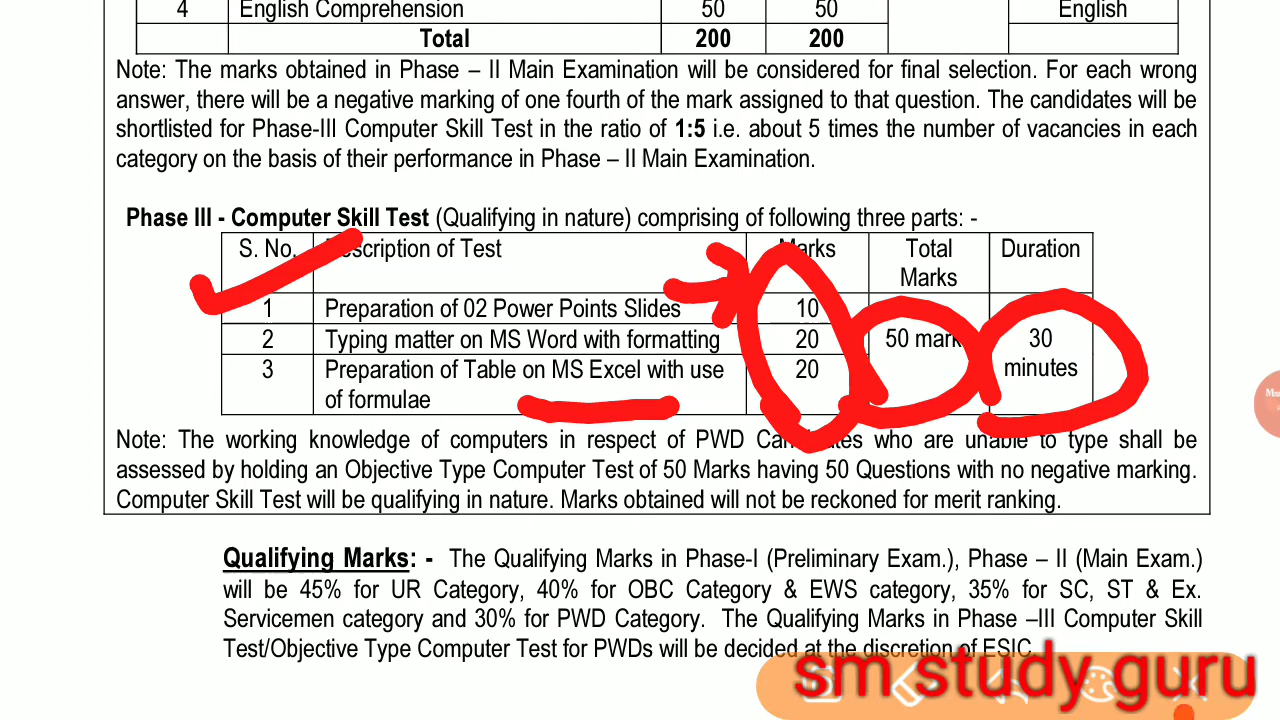 4 English Comprehension 50 50 English
Total 200 200
Note: The marks obtained in Phase – II Main Examination will be considered for final selection. For each wrong
answer, there will be a negative marking of one fourth of the mark assigned to that question. The candidates will be
shortlisted for Phase-III Computer Skill Test in the ratio of 1:5 i.e. about 5 times the number of vacancies in each
category on the basis of their performance in Phase – II Main Examination.
Phase III - Computer Skill Test (Qualifying in nature) comprising of following three parts: -
S. No. Description of Test Marks Total Duration
Marks
1 Preparation of 02 Power Points Slides 10
2 Typing matter on MS Word with formatting 20 50 mark 30
3 Preparation of Table on MS Excel with use 20 minutes
of formulae
Note: The working knowledge of computers in respect of PWD Candidates who are unable to type shall be
assessed by holding an Objective Type Computer Test of 50 Marks having 50 Questions with no negative marking.
Computer Skill Test will be qualifying in nature. Marks obtained will not be reckoned for merit ranking.
Qualifying Marks: - The Qualifying Marks in Phase-I (Preliminary Exam.), Phase – II (Main Exam.)
will be 45% for UR Category, 40% for OBC Category & EWS category, 35% for SC, ST & Ex.
Servicemen category and 30% for PWD Category. The Qualifying Marks in Phase –III Computer Skill
Test/Objective Type Computer Test for PWDs will be decided at the discretion of ESIC.
sm study guru